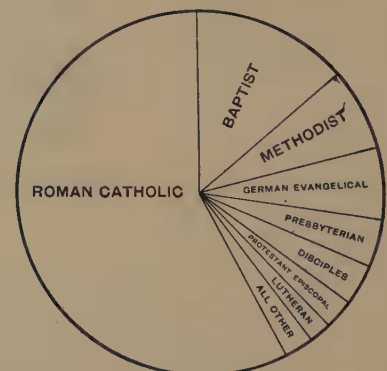 BAPTIST
METHODIST
GERMAN EVANGELICAL
PRESBYTERIAN
DISCIPLES
PROTESTANT EPISCOPAL
LUTHERAN
ALL OTHER
ROMAN CATHOLIC